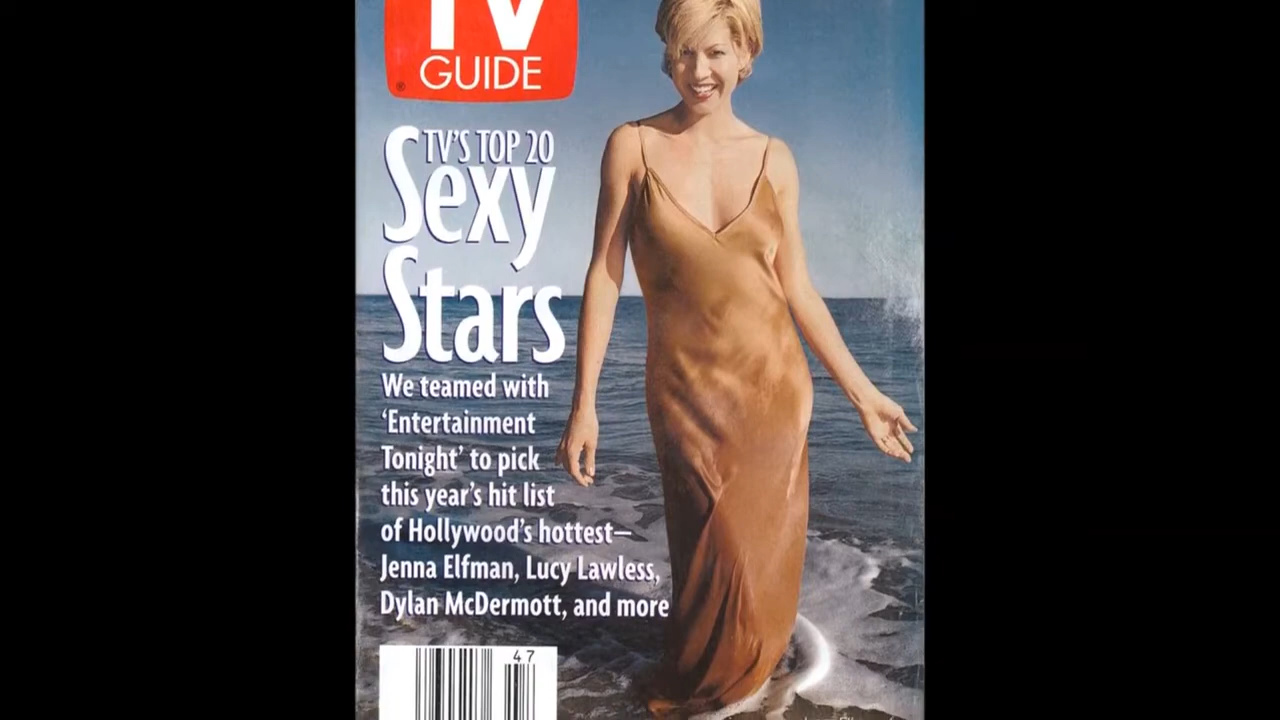 TV
GUIDE
®
TV'S TOP 20
Sexy
Stars
We teamed with
‘Entertainment
Tonight’ to pick
this year's hit list
of Hollywood's hottest—
Jenna Elfman, Lucy Lawless,
Dylan McDermott, and more
47